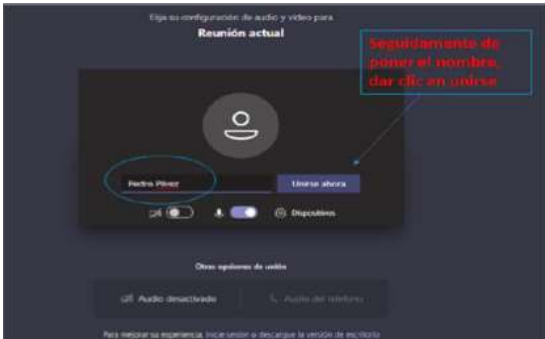 Elija su configuración de audio y vídeo para
Reunión actual
Seguidamente de
poner el nombre,
dar clic en unirse
Pedro Pérez
Unirse ahora
Dispositivos
Otras opciones de unión
Audio desactivado
Audio del teléfono
Para mejorar su experiencia, inicie sesión o descargue la versión de escritorio